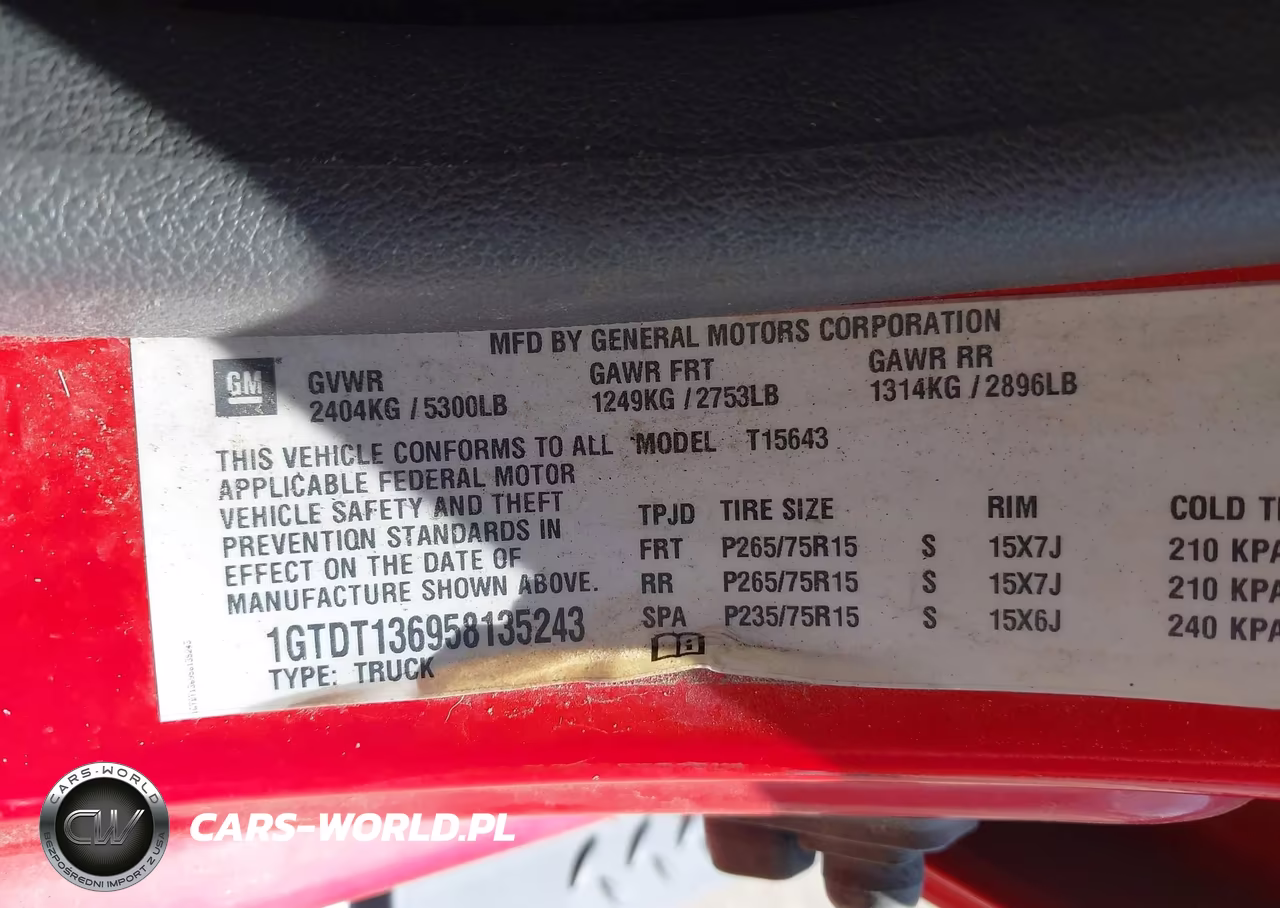 MFD BY GENERAL MOTORS CORPORATION
GM
GVWR GAWR FRT GAWR RR
2404KG / 5300LB 1249KG / 2753LB 1314KG / 2896LB
THIS VEHICLE CONFORMS TO ALL MODEL T15643
APPLICABLE FEDERAL MOTOR
VEHICLE SAFETY AND THEFT
PREVENTION STANDARDS IN
EFFECT ON THE DATE OF
MANUFACTURE SHOWN ABOVE.
1GTDT136958135243
TYPE: TRUCK
TPJD TIRE SIZE RIM COLD
FRT P265/75R15 S 15X7J 210 KPA
RR P265/75R15 S 15X7J 210 KPA
SPA P235/75R15 S 15X6J 240 KPA
CARS-WORLD
CW
BEZPOŚREDNI IMPORT Z USA
CARS-WORLD.PL